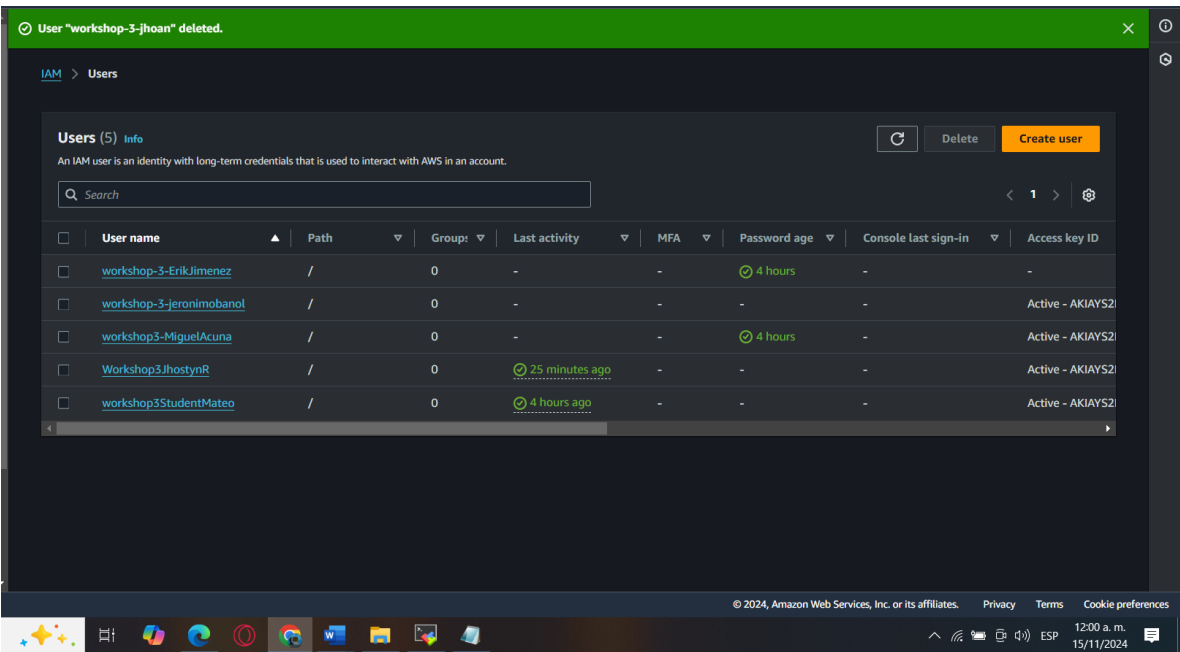 User "workshop-3-jhoan" deleted.
IAM > Users
Users (5) Info
Delete
Create user
An IAM user is an identity with long-term credentials that is used to interact with AWS in an account.
Search
1
User name Path Groups Last activity MFA Password age Console last sign-in Access key ID
workshop-3-ErikJimenez / 0 - - 4 hours - -
workshop-3-jeronimobanol / 0 - - - - Active - AKIAYS2
workshop3-MiguelAcuna / 0 - - 4 hours - Active - AKIAYS2
Workshop3JhostynR / 0 25 minutes ago - - - Active - AKIAYS2
workshop3StudentMateo / 0 4 hours ago - - - Active - AKIAYS2
© 2024, Amazon Web Services, Inc. or its affiliates. Privacy Terms Cookie preferences
ESP
12:00 a. m.
15/11/2024